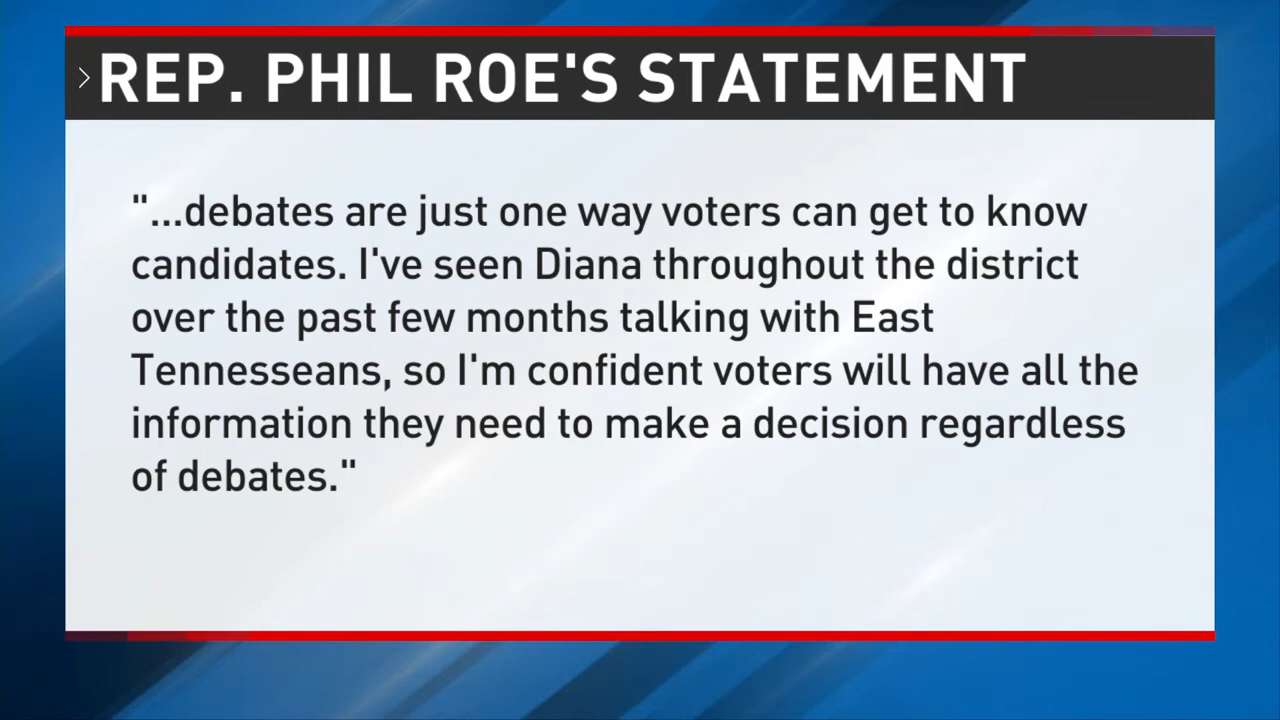 REP. PHIL ROE'S STATEMENT
"...debates are just one way voters can get to know
candidates. I've seen Diana throughout the district
over the past few months talking with East
Tennesseans, so I'm confident voters will have all the
information they need to make a decision regardless
of debates."